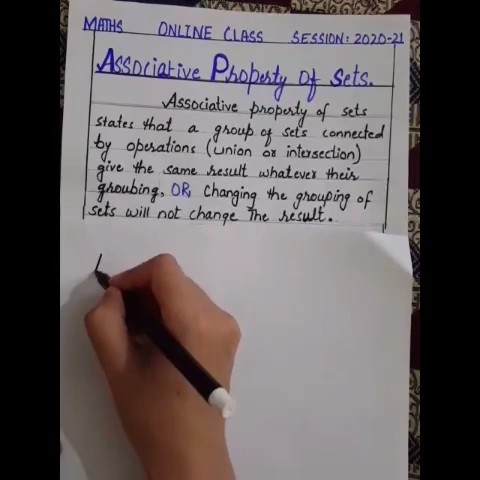 MATHS ONLINE CLASS SESSION: 2020-21
Associative Property Of Sets.
Associative property of sets
states that a group of sets connected
by operations (union or intersection)
give the same result whatever their
groubing, OR, Changing the grouping of
sets will not change The result.